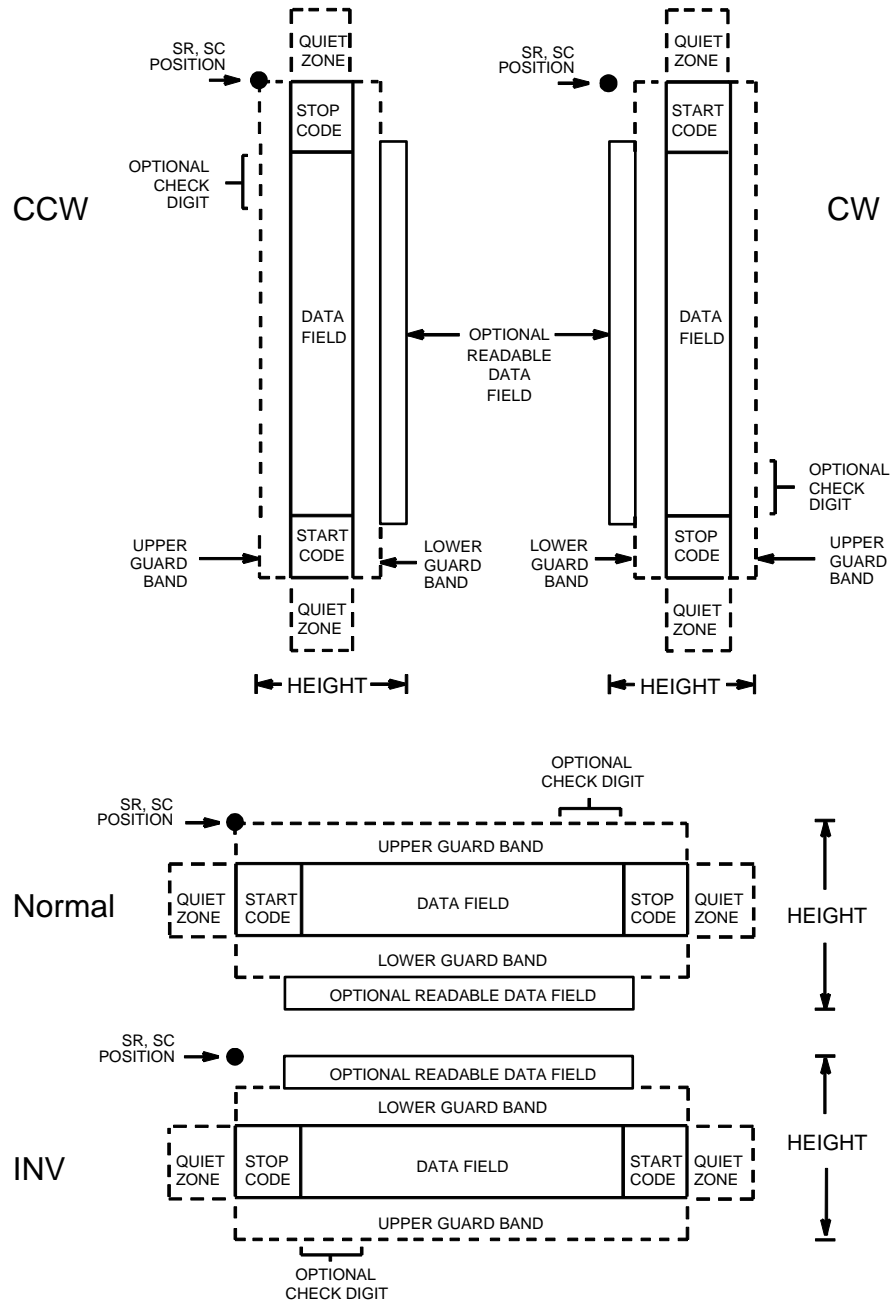 QUIET
ZONE
SR, SC
POSITION
STOP
CODE
OPTIONAL
CHECK
DIGIT
CCW
DATA
FIELD
START
CODE
UPPER
GUARD
BAND
LOWER
GUARD
BAND
QUIET
ZONE
HEIGHT
OPTIONAL
READABLE
DATA
FIELD
QUIET
ZONE
SR, SC
POSITION
START
CODE
CW
DATA
FIELD
OPTIONAL
CHECK
DIGIT
STOP
CODE
LOWER
GUARD
BAND
UPPER
GUARD
BAND
QUIET
ZONE
HEIGHT
OPTIONAL
CHECK DIGIT
SR, SC
POSITION
UPPER GUARD BAND
Normal
QUIET
ZONE
START
CODE
DATA FIELD
STOP
CODE
QUIET
ZONE
HEIGHT
LOWER GUARD BAND
OPTIONAL READABLE DATA FIELD
SR, SC
POSITION
OPTIONAL READABLE DATA FIELD
LOWER GUARD BAND
INV
QUIET
ZONE
STOP
CODE
DATA FIELD
START
CODE
QUIET
ZONE
HEIGHT
UPPER GUARD BAND
OPTIONAL
CHECK DIGIT